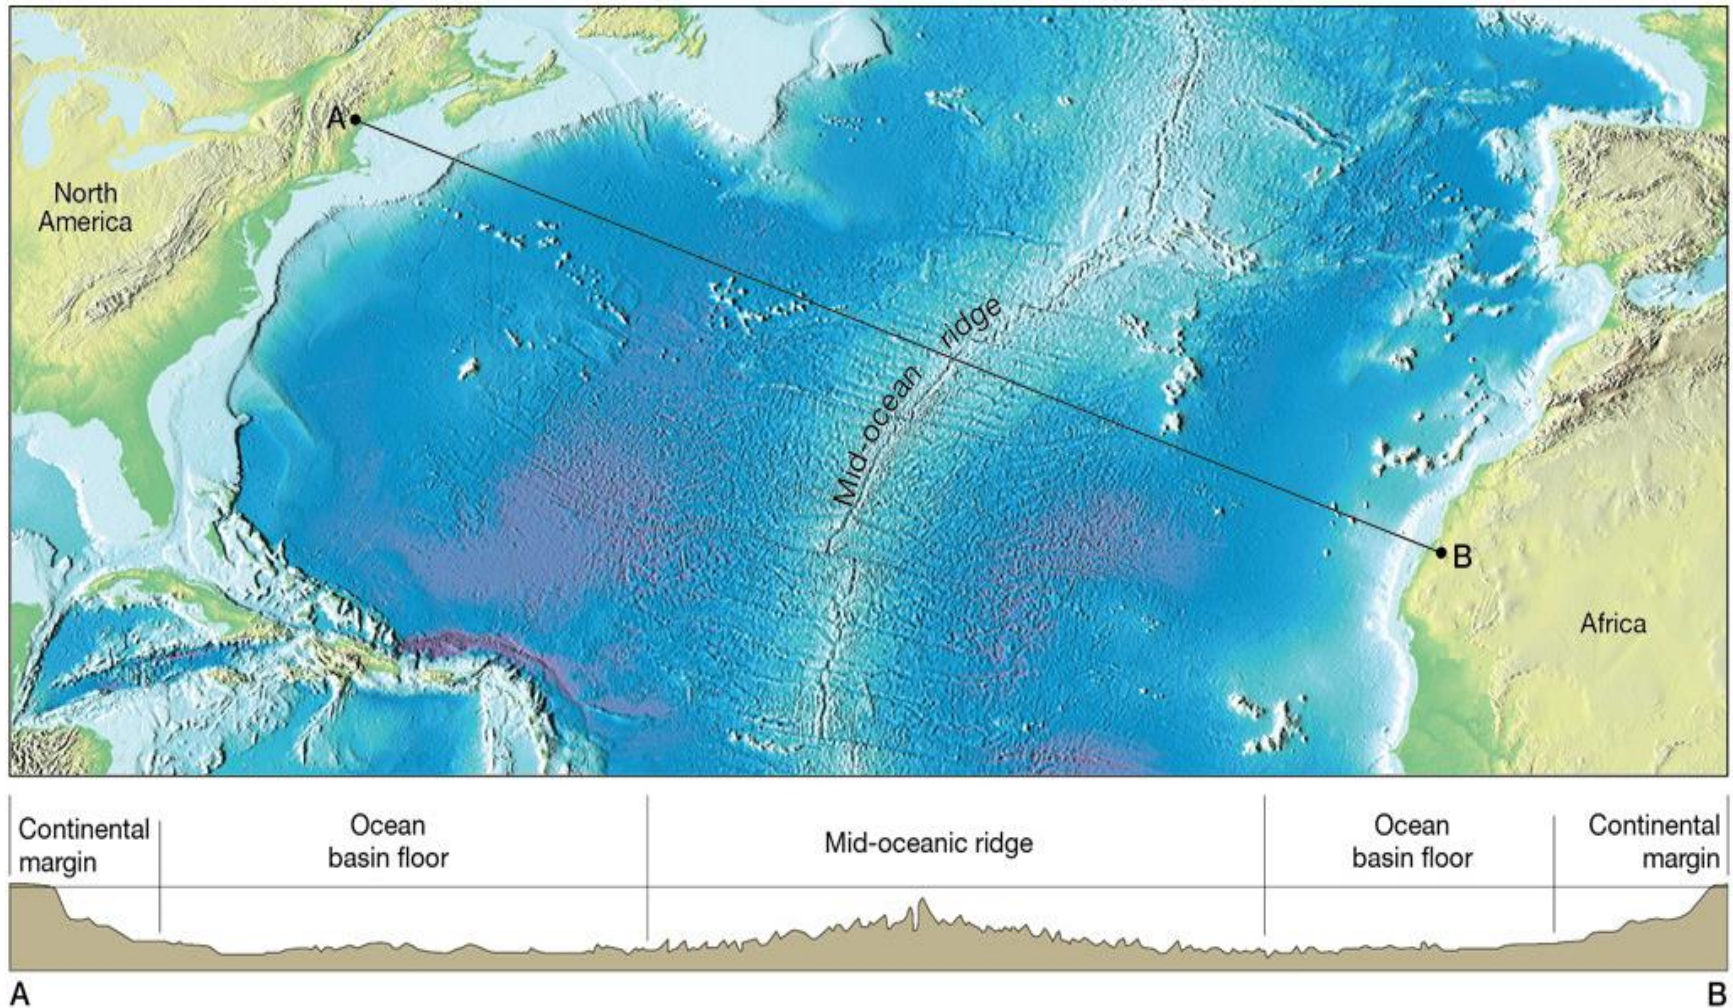 A
North
America
Mid-ocean ridge
B
Africa
Continental
margin
Ocean
basin floor
Mid-oceanic ridge
Ocean
basin floor
Continental
margin
A
B